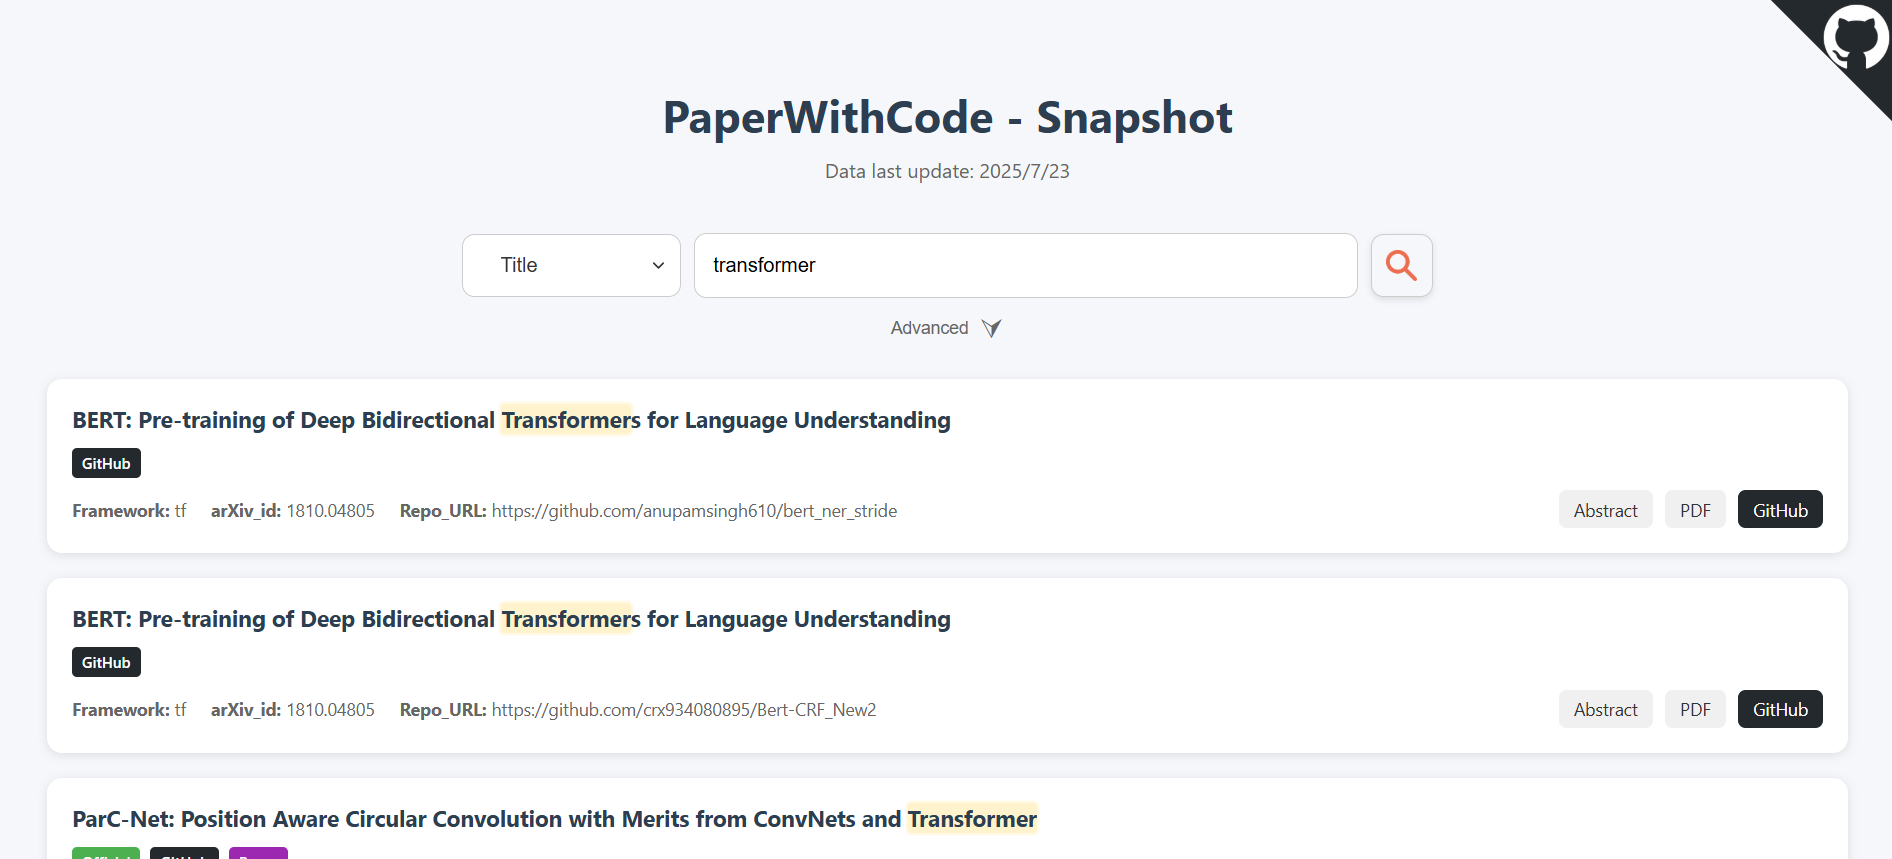 PaperWithCode - Snapshot
Data last update: 2025/7/23
Title transformer
Advanced
BERT: Pre-training of Deep Bidirectional Transformers for Language Understanding
GitHub
Framework: tf arXiv_id: 1810.04805 Repo_URL: https://github.com/anupamsingh610/bert_ner_stride Abstract PDF GitHub
BERT: Pre-training of Deep Bidirectional Transformers for Language Understanding
GitHub
Framework: tf arXiv_id: 1810.04805 Repo_URL: https://github.com/crx934080895/Bert-CRF_New2 Abstract PDF GitHub
ParC-Net: Position Aware Circular Convolution with Merits from ConvNets and Transformer